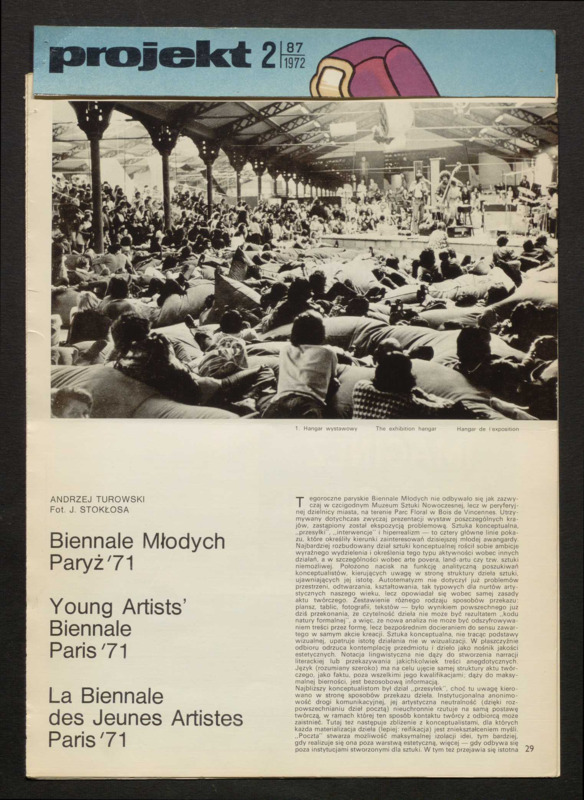 projekt 2 87 1972
1. Hangar wystawowy The exhibition hangar Hangar de l'exposition
ANDRZEJ TUROWSKI
Fot. J. STOKŁOSA
Biennale Młodych
Paryż '71
Young Artists'
Biennale
Paris '71
La Biennale
des Jeunes Artistes
Paris '71
Tegoroczne paryskie Biennale Młodych nie odbywało się jak zazwy-
czaj w czcigodnym Muzeum Sztuki Nowoczesnej, lecz w peryferyj-
nej dzielnicy miasta, na terenie Parc Floral w Bois de Vincennes. Utrzy-
mywany dotychczas zwyczaj prezentacji wystaw poszczególnych kra-
jów, zastąpiony został ekspozycją problemową. Sztuka konceptualna,
„przesyłki", „interwencje" i hiperrealizm — to cztery główne linie poka-
zu, które określiły kierunki zainteresowań dzisiejszej młodej awangardy.
Najbardziej rozbudowany dział sztuki konceptualnej rościł sobie ambicje
wyraźnego wydzielenia i określenia tego typu aktywności wobec innych
działań, a w szczególności wobec arte povera, land-artu czy tzw. sztuki
niemożliwej. Położono nacisk na funkcję analityczną poszukiwań
konceptualistów, kierujących uwagę w stronę struktury dzieła sztuki,
ujawniających jej istotę. Automatyzm nie dotyczył już problemów
przestrzeni, odtwarzania, kształtowania, tak typowych dla nurtów arty-
stycznych naszego wieku, lecz opowiadał się wobec samej zasady
aktu twórczego. Zestawienie różnego rodzaju sposobów przekazu:
plansz, tablic, fotografii, tekstów — było wynikiem powszechnego już
dziś przekonania, że czytelność dzieła nie może być rezultatem „kodu
natury formalnej", a więc, że nowa analiza nie może być odszyfrowywa-
niem treści przez formę, lecz bezpośrednim docieraniem do sensu zawar-
tego w samym akcie kreacji. Sztuka konceptualna, nie tracąc podstawy
wizualnej, upatruje istotę działania nie w wizualizacji. W płaszczyźnie
odbioru odrzuca kontemplację przedmiotu i dzieło jako nośnik jakości
estetycznych. Notacja lingwistyczna nie dąży do stworzenia narracji
literackiej lub przekazywania jakichkolwiek treści anegdotycznych.
Język (rozumiany szeroko) ma na celu ujęcie samej struktury aktu twór-
czego, jako faktu, poza wszelkimi jego kwalifikacjami; dąży do maksy-
malnej bierności, jest bezosobową informacją.
Najbliższy konceptualistom był dział „przesyłek", choć tu uwagę kiero-
wano w stronę sposobów przekazu dzieła. Instytucjonalna anonimo-
wość drogi komunikacyjnej, jej artystyczna neutralność (dzięki roz-
powszechnianiu dzieł pocztą) nieuchronnie rzutuje na samą postawę
twórczą, w ramach której ten sposób kontaktu twórcy z odbiorcą może
zaistnieć. Tutaj też następuje zbliżenie z konceptualistami, dla których
każda materializacja dzieła (lepiej: reifikacja) jest zniekształceniem myśli.
„Poczta" stwarza możliwość maksymalnej izolacji idei, tym bardziej,
gdy realizuje się ona poza warstwą estetyczną, więcej — gdy odbywa się
poza instytucjami stworzonymi dla sztuki. W tym też przejawia się istotna
29